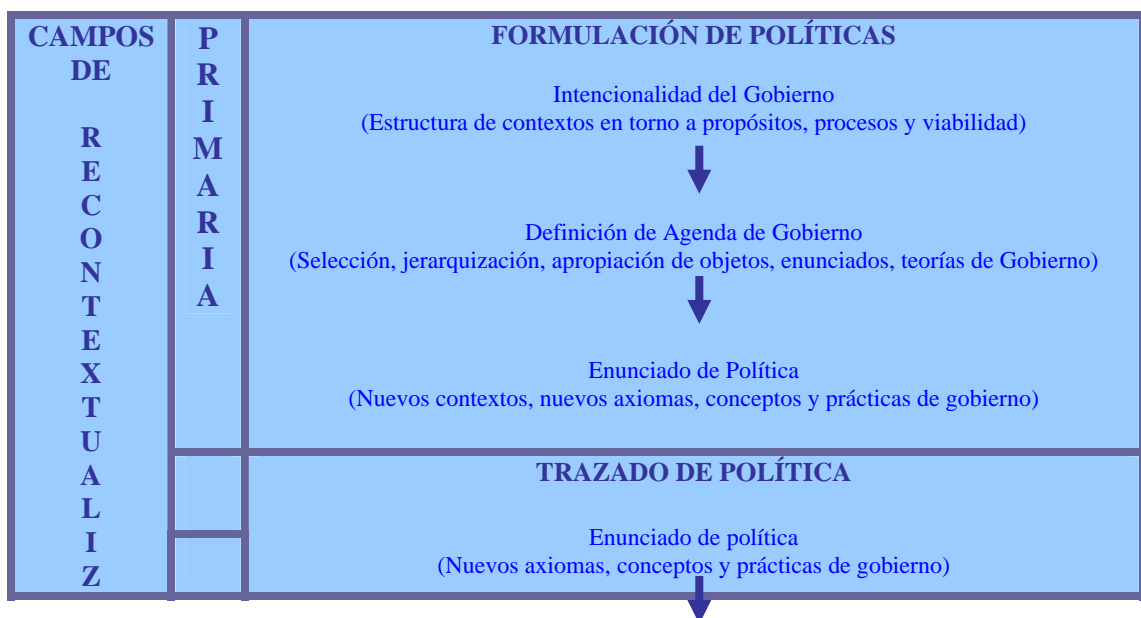 CAMPOS
DE
R
E
C
O
N
T
E
X
T
U
A
L
I
Z
P
R
I
M
A
R
I
A
FORMULACIÓN DE POLÍTICAS
Intencionalidad del Gobierno
(Estructura de contextos en torno a propósitos, procesos y viabilidad)
Definición de Agenda de Gobierno
(Selección, jerarquización, apropiación de objetos, enunciados, teorías de Gobierno)
Enunciado de Política
(Nuevos contextos, nuevos axiomas, conceptos y prácticas de gobierno)
TRAZADO DE POLÍTICA
Enunciado de política
(Nuevos axiomas, conceptos y prácticas de gobierno)